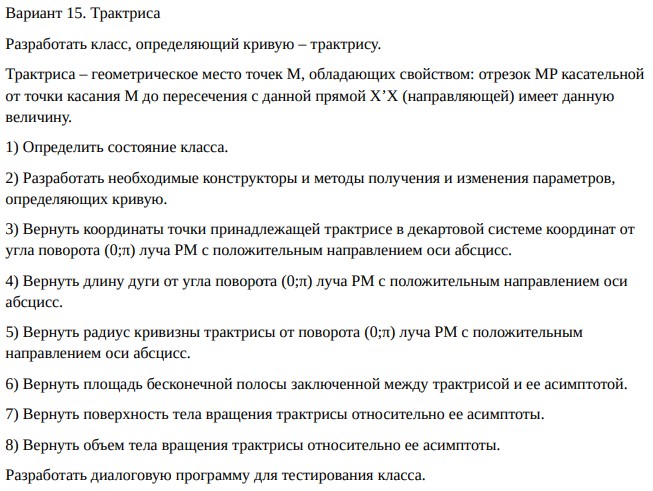 Вариант 15. Трактриса
Разработать класс, определяющий кривую – трактрису.
Трактриса – геометрическое место точек M, обладающих свойством: отрезок MP касательной
от точки касания M до пересечения с данной прямой X’X (направляющей) имеет данную
величину.
1) Определить состояние класса.
2) Разработать необходимые конструкторы и методы получения и изменения параметров,
определяющих кривую.
3) Вернуть координаты точки принадлежащей трактрисе в декартовой системе координат от
угла поворота (0;π) луча PM с положительным направлением оси абсцисс.
4) Вернуть длину дуги от угла поворота (0;π) луча PM с положительным направлением оси
абсцисс.
5) Вернуть радиус кривизны трактрисы от поворота (0;π) луча PM с положительным
направлением оси абсцисс.
6) Вернуть площадь бесконечной полосы заключенной между трактрисой и ее асимптотой.
7) Вернуть поверхность тела вращения трактрисы относительно ее асимптоты.
8) Вернуть объем тела вращения трактрисы относительно ее асимптоты.
Разработать диалоговую программу для тестирования класса.